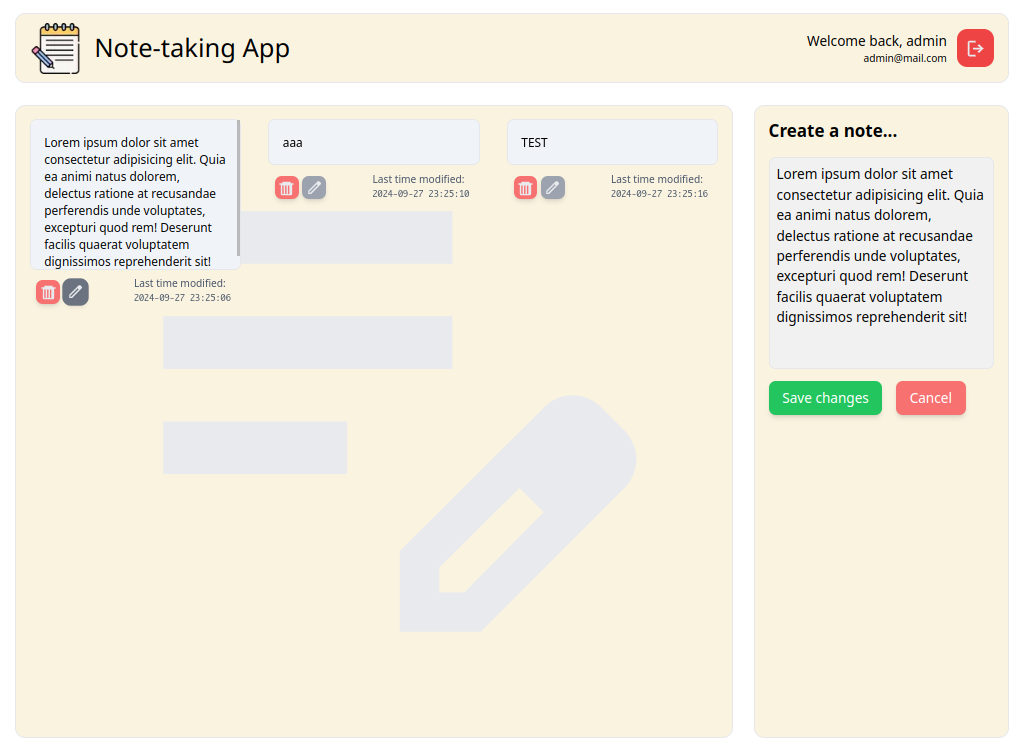 Note-taking App
Welcome back, admin
admin@mail.com
Lorem ipsum dolor sit amet
consectetur adipisicing elit. Quia
ea animi natus dolorem,
delectus ratione at recusandae
perferendis unde voluptates,
excepturi quod rem! Deserunt
facilis quaerat voluptatem
dignissimos reprehenderit sit!
Last time modified:
2024-09-27 23:25:06
aaa
Last time modified:
2024-09-27 23:25:10
TEST
Last time modified:
2024-09-27 23:25:16
Create a note...
Lorem ipsum dolor sit amet
consectetur adipisicing elit. Quia
ea animi natus dolorem,
delectus ratione at recusandae
perferendis unde voluptates,
excepturi quod rem! Deserunt
facilis quaerat voluptatem
dignissimos reprehenderit sit!
Save changes
Cancel